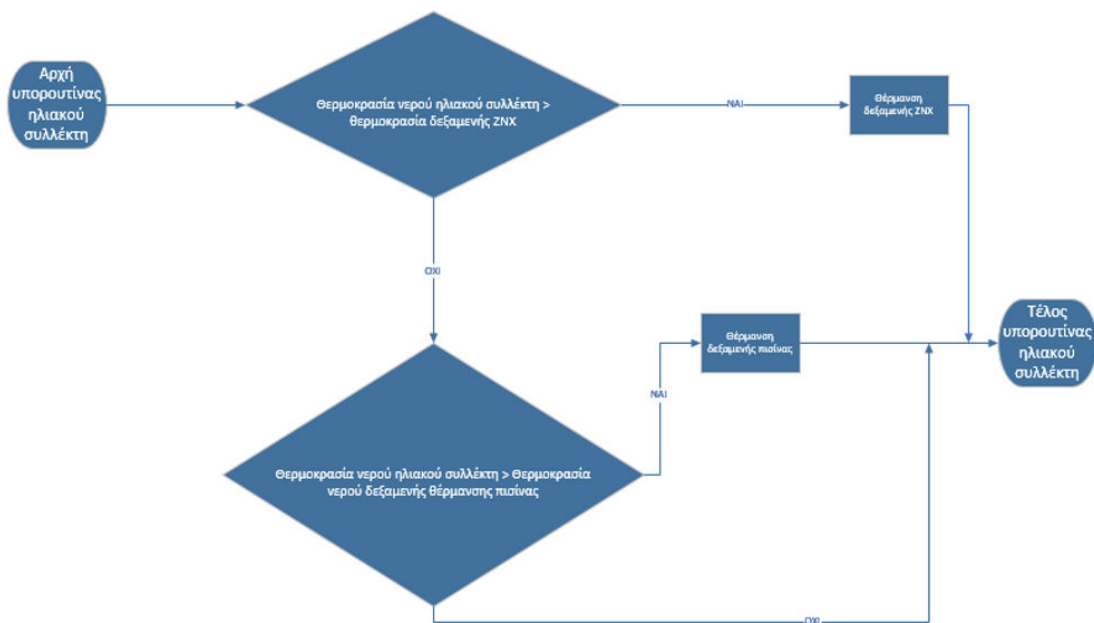 Αρχή
υπορουτίνας
ηλιακού
συλλέκτη
Θερμοκρασία νερού ηλιακού συλλέκτη >
θερμοκρασία δεξαμενής ΖΝΧ
ΝΑΙ
Θέρμανση
δεξαμενής ΖΝΧ
ΟΧΙ
Θέρμανση
δεξαμενής πισίνας
Τέλος
υπορουτίνας
ηλιακού
συλλέκτη
ΝΑΙ
Θερμοκρασία νερού ηλιακού συλλέκτη > Θερμοκρασία
νερού δεξαμενής θέρμανσης πισίνας
ΟΧΙ